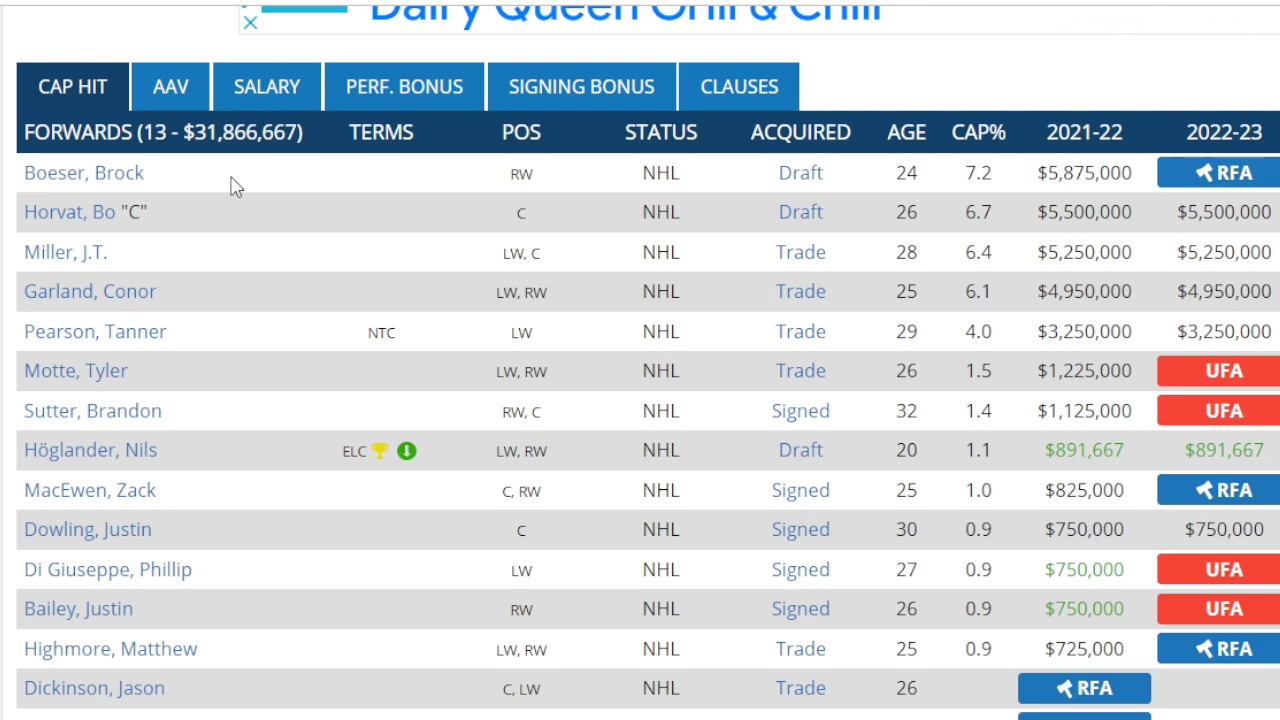 Dairy Queen Grill & Chill
CAP HIT AAV SALARY PERF. BONUS SIGNING BONUS CLAUSES
FORWARDS (13 - $31,866,667) TERMS POS STATUS ACQUIRED AGE CAP% 2021-22 2022-23
Boeser, Brock RW NHL Draft 24 7.2 $5,875,000 RFA
Horvat, Bo "C" C NHL Draft 26 6.7 $5,500,000 $5,500,000
Miller, J.T. LW, C NHL Trade 28 6.4 $5,250,000 $5,250,000
Garland, Conor LW, RW NHL Trade 25 6.1 $4,950,000 $4,950,000
Pearson, Tanner NTC LW NHL Trade 29 4.0 $3,250,000 $3,250,000
Motte, Tyler LW, RW NHL Trade 26 1.5 $1,225,000 UFA
Sutter, Brandon RW, C NHL Signed 32 1.4 $1,125,000 UFA
Höglander, Nils ELC LW, RW NHL Draft 20 1.1 $891,667 $891,667
MacEwen, Zack C, RW NHL Signed 25 1.0 $825,000 RFA
Dowling, Justin C NHL Signed 30 0.9 $750,000 $750,000
Di Giuseppe, Phillip LW NHL Signed 27 0.9 $750,000 UFA
Bailey, Justin RW NHL Signed 26 0.9 $750,000 UFA
Highmore, Matthew LW, RW NHL Trade 25 0.9 $725,000 RFA
Dickinson, Jason C, LW NHL Trade 26 RFA